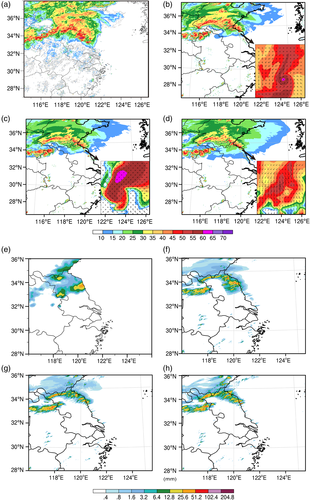 (a) (b)
36°N 36°N
34°N 34°N
32°N 32°N
30°N 30°N
28°N 28°N
116°E 118°E 120°E 122°E 124°E 126°E 116°E 118°E 120°E 122°E 124°E 126°E
(c) (d)
36°N 36°N
34°N 34°N
32°N 32°N
30°N 30°N
28°N 28°N
116°E 118°E 120°E 122°E 124°E 126°E 116°E 118°E 120°E 122°E 124°E 126°E
10 15 20 30 35 40 45 50 55 60 65 70
(e) (f)
36°N 36°N
34°N 34°N
32°N 32°N
30°N 30°N
28°N 28°N
118°E 120°E 122°E 124°E 118°E 120°E 122°E 124°E
(g) (h)
36°N 36°N
34°N 34°N
32°N 32°N
30°N 30°N
28°N 28°N
118°E 120°E 122°E 124°E 118°E 120°E 122°E 124°E
(mm)
.4 .8 1.6 3.2 6.4 12.8 25.6 51.2 102.4 204.8